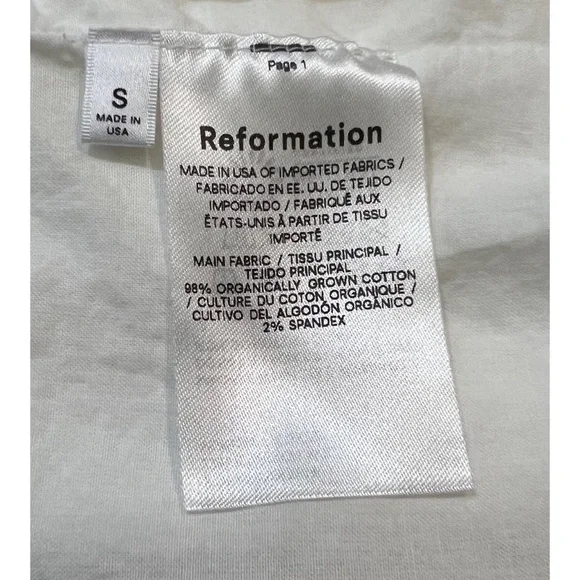 S
MADE IN
USA
Page 1
Reformation
MADE IN USA OF IMPORTED FABRICS /
FABRICADO EN EE. UU. DE TEJIDO
IMPORTADO / FABRIQUÉ AUX
ÉTATS-UNIS À PARTIR DE TISSU
IMPORTÉ
MAIN FABRIC / TISSU PRINCIPAL /
TEJIDO PRINCIPAL
98% ORGANICALLY GROWN COTTON
/ CULTURE DU COTON ORGANIQUE /
CULTIVO DEL ALGODÓN ORGÁNICO
2% SPANDEX